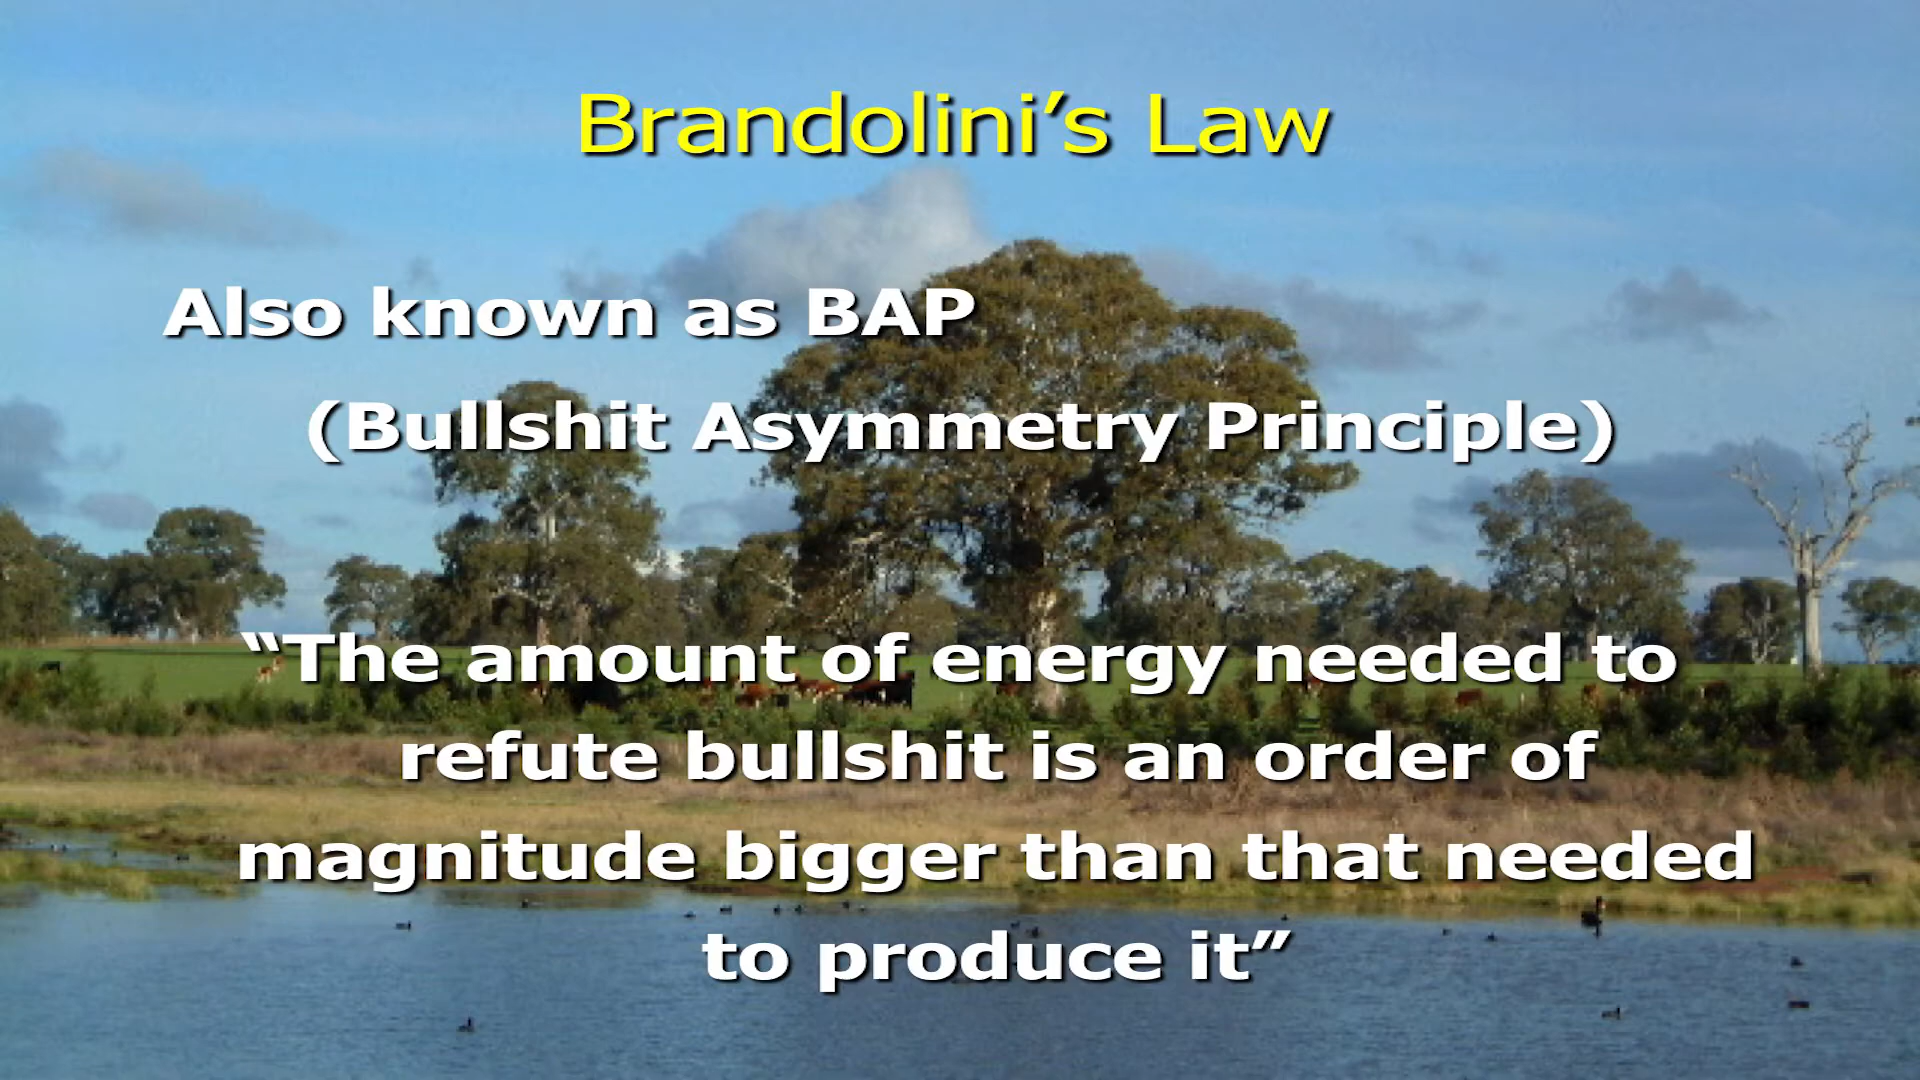 Brandolini’s Law
Also known as BAP
(Bullshit Asymmetry Principle)
“The amount of energy needed to
refute bullshit is an order of
magnitude bigger than that needed
to produce it”